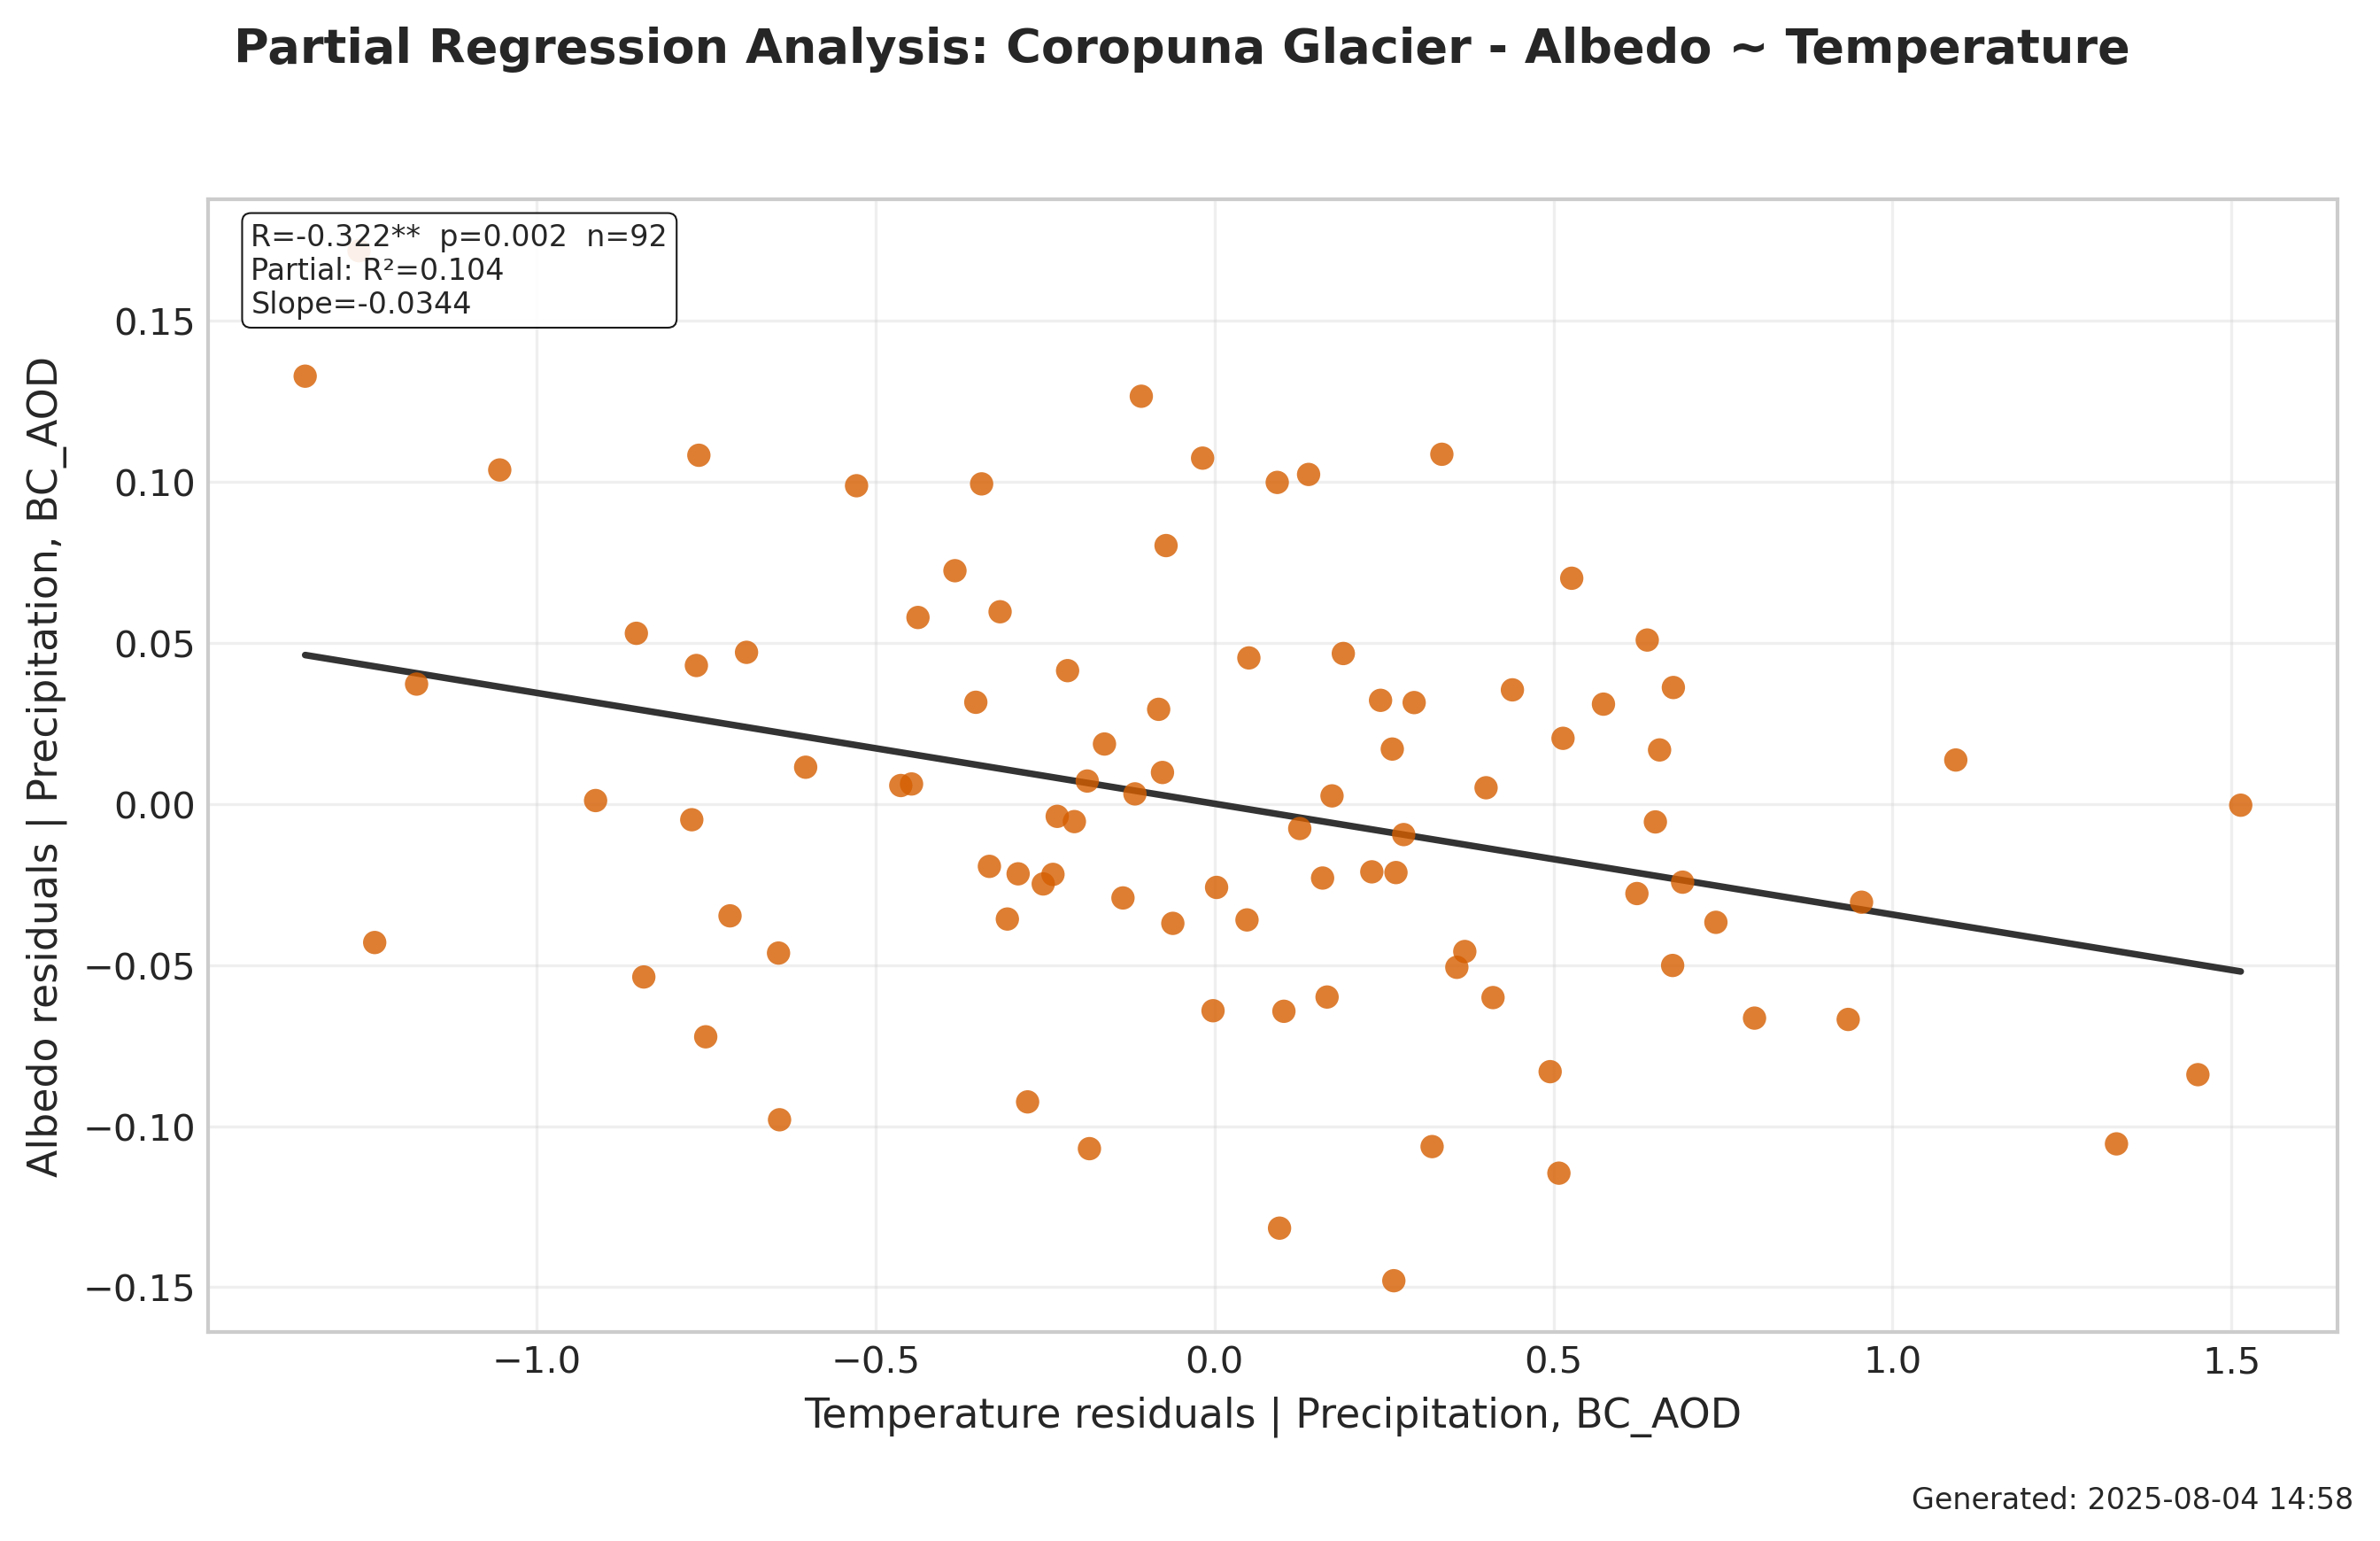 Partial Regression Analysis: Coropuna Glacier - Albedo ~ Temperature
R=-0.322**  p=0.002  n=92
Partial: R²=0.104
Slope=-0.0344
Albedo residuals | Precipitation, BC_AOD
0.15
0.10
0.05
0.00
−0.05
−0.10
−0.15
−1.0
−0.5
0.0
0.5
1.0
1.5
Temperature residuals | Precipitation, BC_AOD
Generated: 2025-08-04 14:58